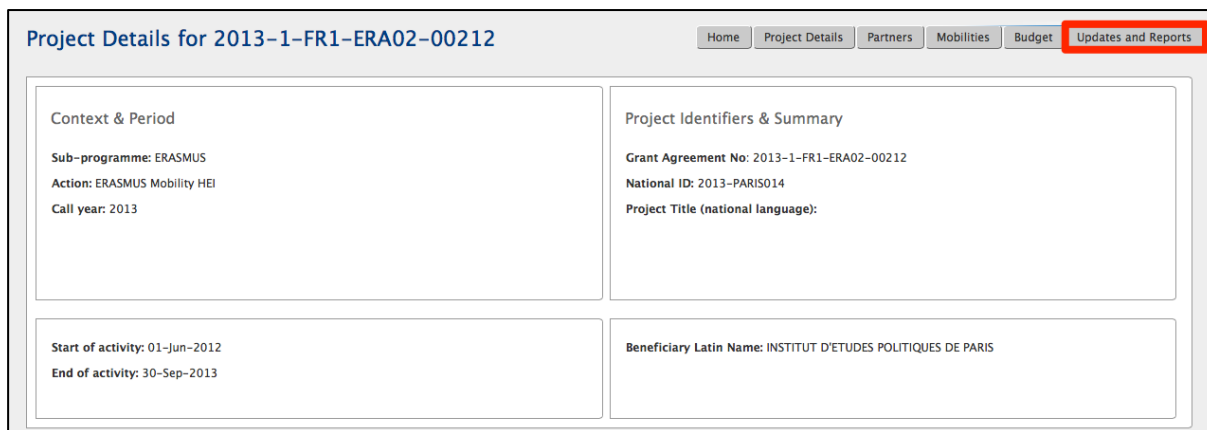 Project Details for 2013-1-FR1-ERA02-00212
Home
Project Details
Partners
Mobilities
Budget
Updates and Reports
Context & Period
Sub-programme: ERASMUS
Action: ERASMUS Mobility HEI
Call year: 2013
Project Identifiers & Summary
Grant Agreement No: 2013-1-FR1-ERA02-00212
National ID: 2013-PARIS014
Project Title (national language):
Start of activity: 01-Jun-2012
End of activity: 30-Sep-2013
Beneficiary Latin Name: INSTITUT D'ETUDES POLITIQUES DE PARIS